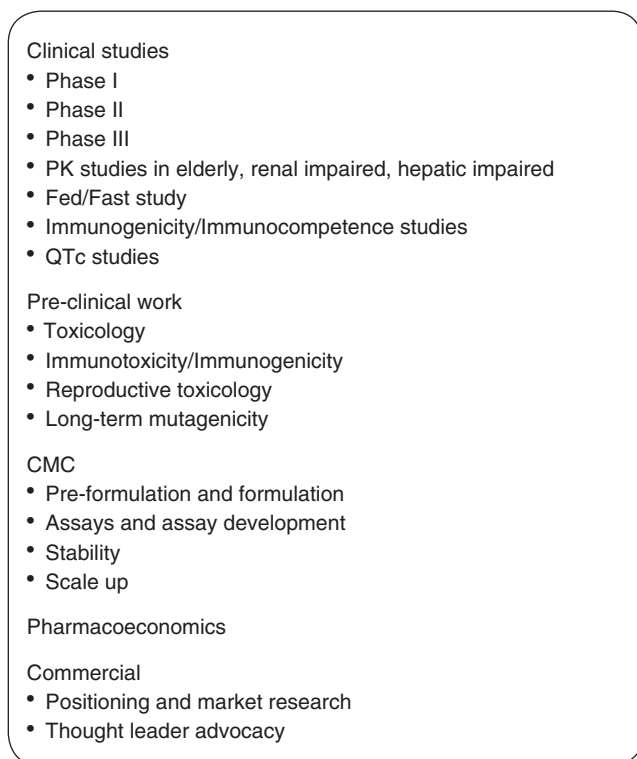 Clinical studies
• Phase I
• Phase II
• Phase III
• PK studies in elderly, renal impaired, hepatic impaired
• Fed/Fast study
• Immunogenicity/Immunocompetence studies
• QTc studies
Pre-clinical work
• Toxicology
• Immunotoxicity/Immunogenicity
• Reproductive toxicology
• Long-term mutagenicity
CMC
• Pre-formulation and formulation
• Assays and assay development
• Stability
• Scale up
Pharmacoeconomics
Commercial
• Positioning and market research
• Thought leader advocacy